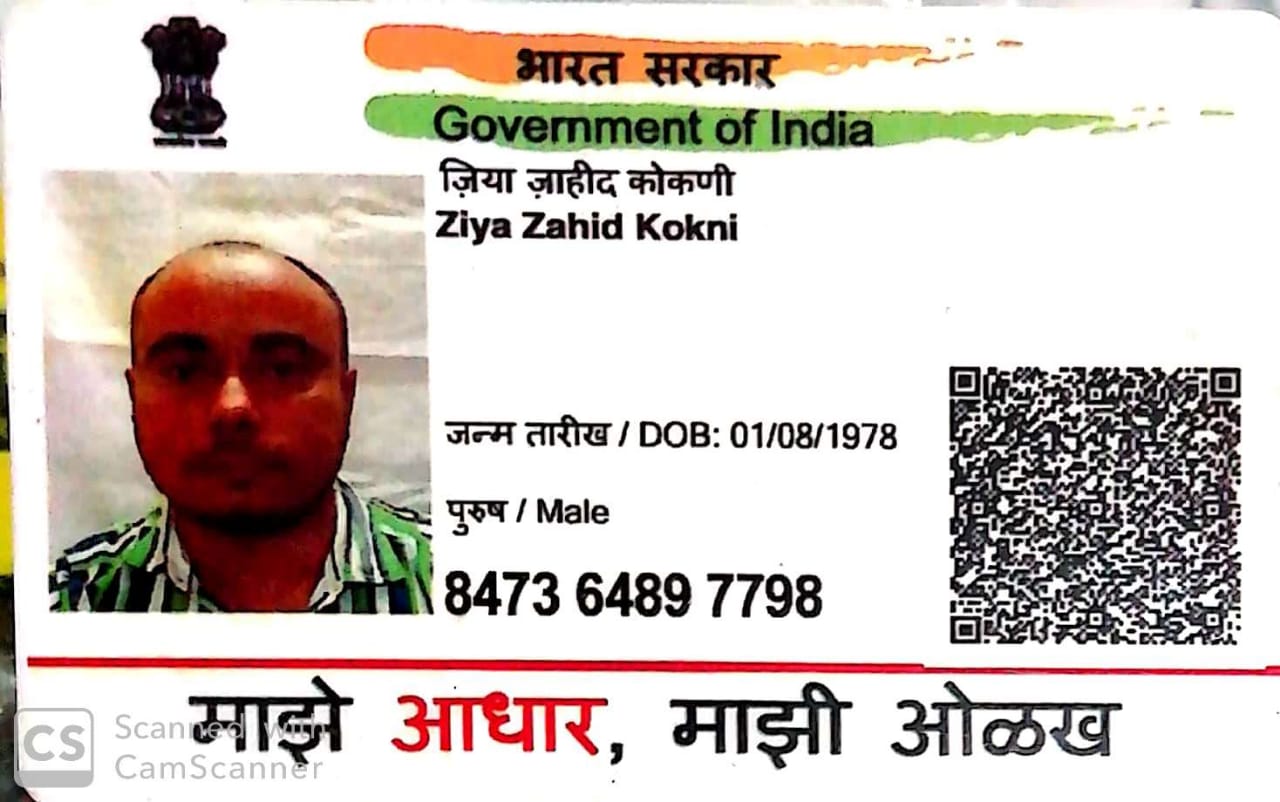 भारत सरकार
Government of India
ज़िया ज़ाहीद कोकणी
Ziya Zahid Kokni
जन्म तारीख / DOB: 01/08/1978
पुरुष / Male
8473 6489 7798
माझे आधार, माझी ओळख
CS Scanned with
CamScanner